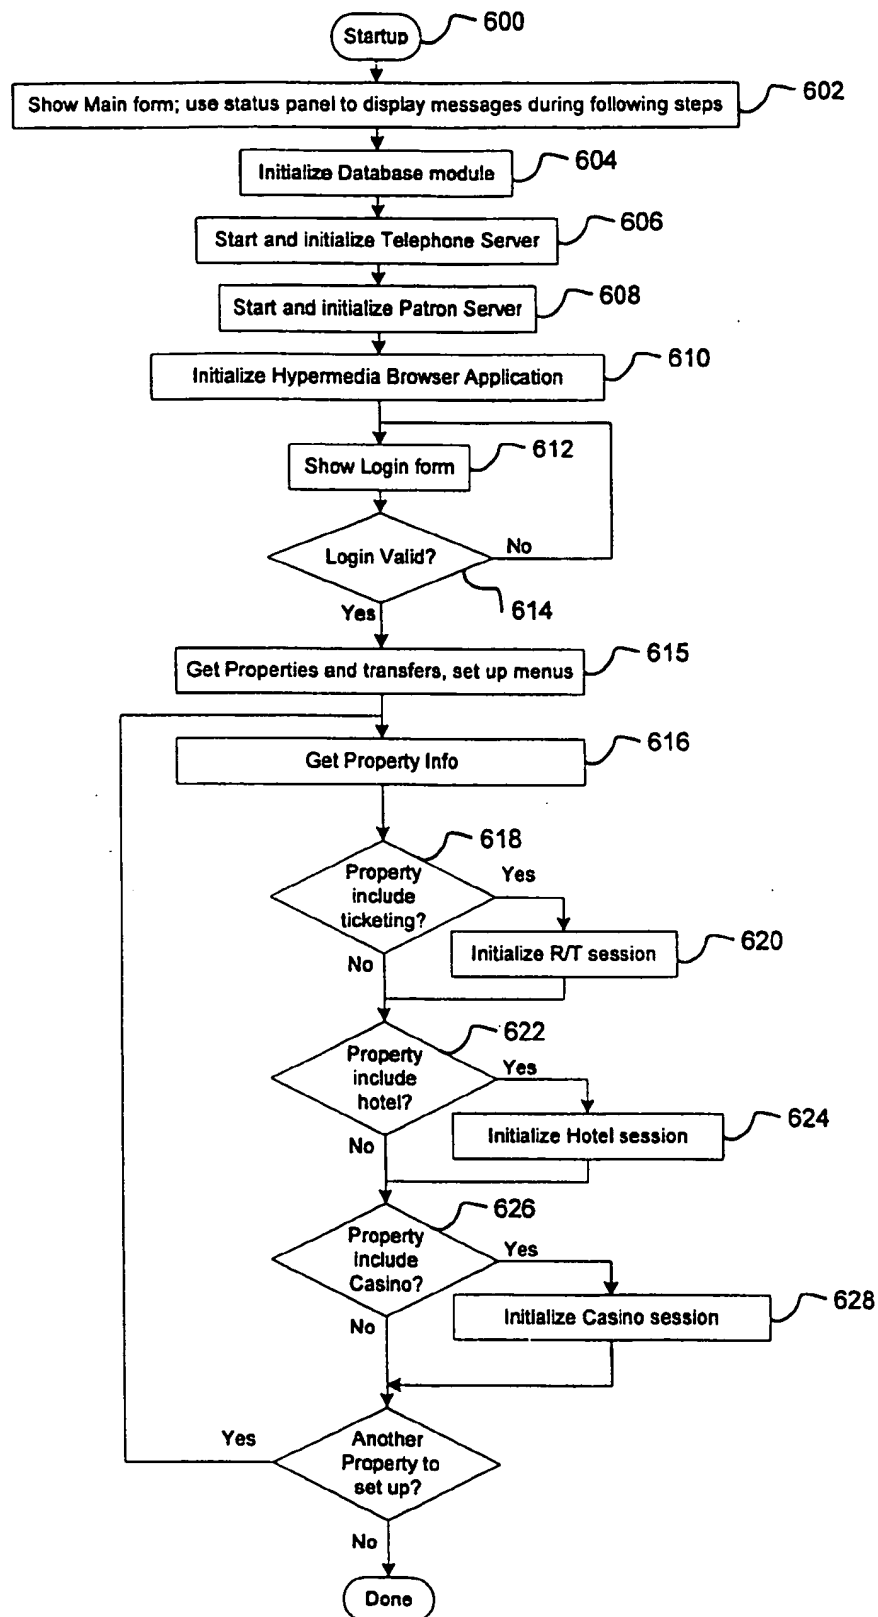 Startup
600
Show Main form; use status panel to display messages during following steps
602
Initialize Database module
604
Start and initialize Telephone Server
606
Start and initialize Patron Server
608
Initialize Hypermedia Browser Application
610
Show Login form
612
Login Valid?
No
614
Yes
Get Properties and transfers, set up menus
615
Get Property Info
616
618
Property
include
ticketing?
Yes
Initialize R/T session
620
No
622
Property
include
hotel?
Yes
Initialize Hotel session
624
No
626
Property
include
Casino?
Yes
Initialize Casino session
628
No
Another
Property to
set up?
Yes
No
Done